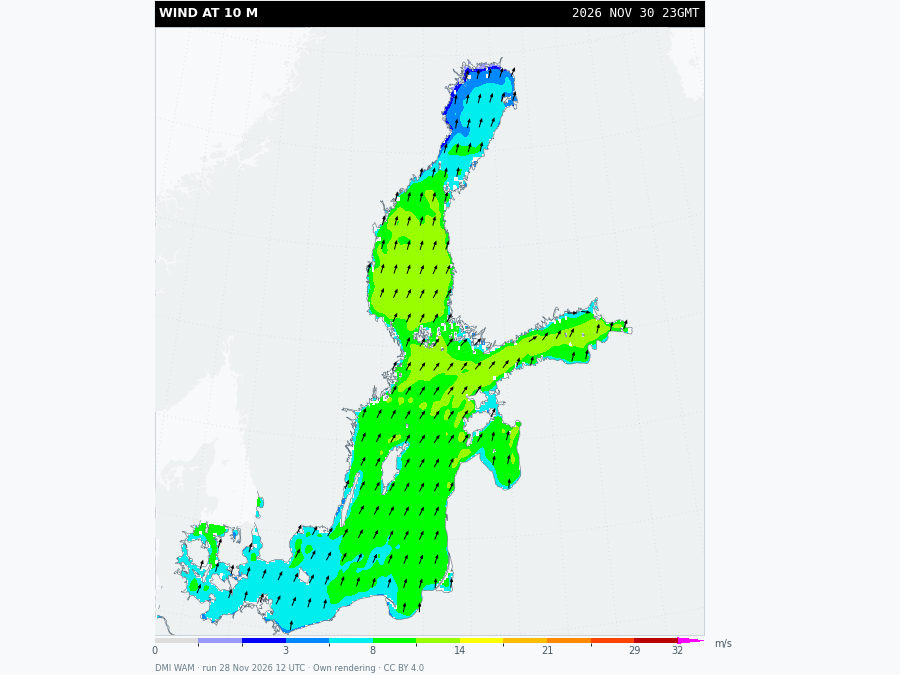 WIND AT 10 M 2026 NOV 30 23GMT
0 3 8 14 21 29 32 m/s
DMI WAM · run 28 Nov 2026 12 UTC · Own rendering · CC BY 4.0